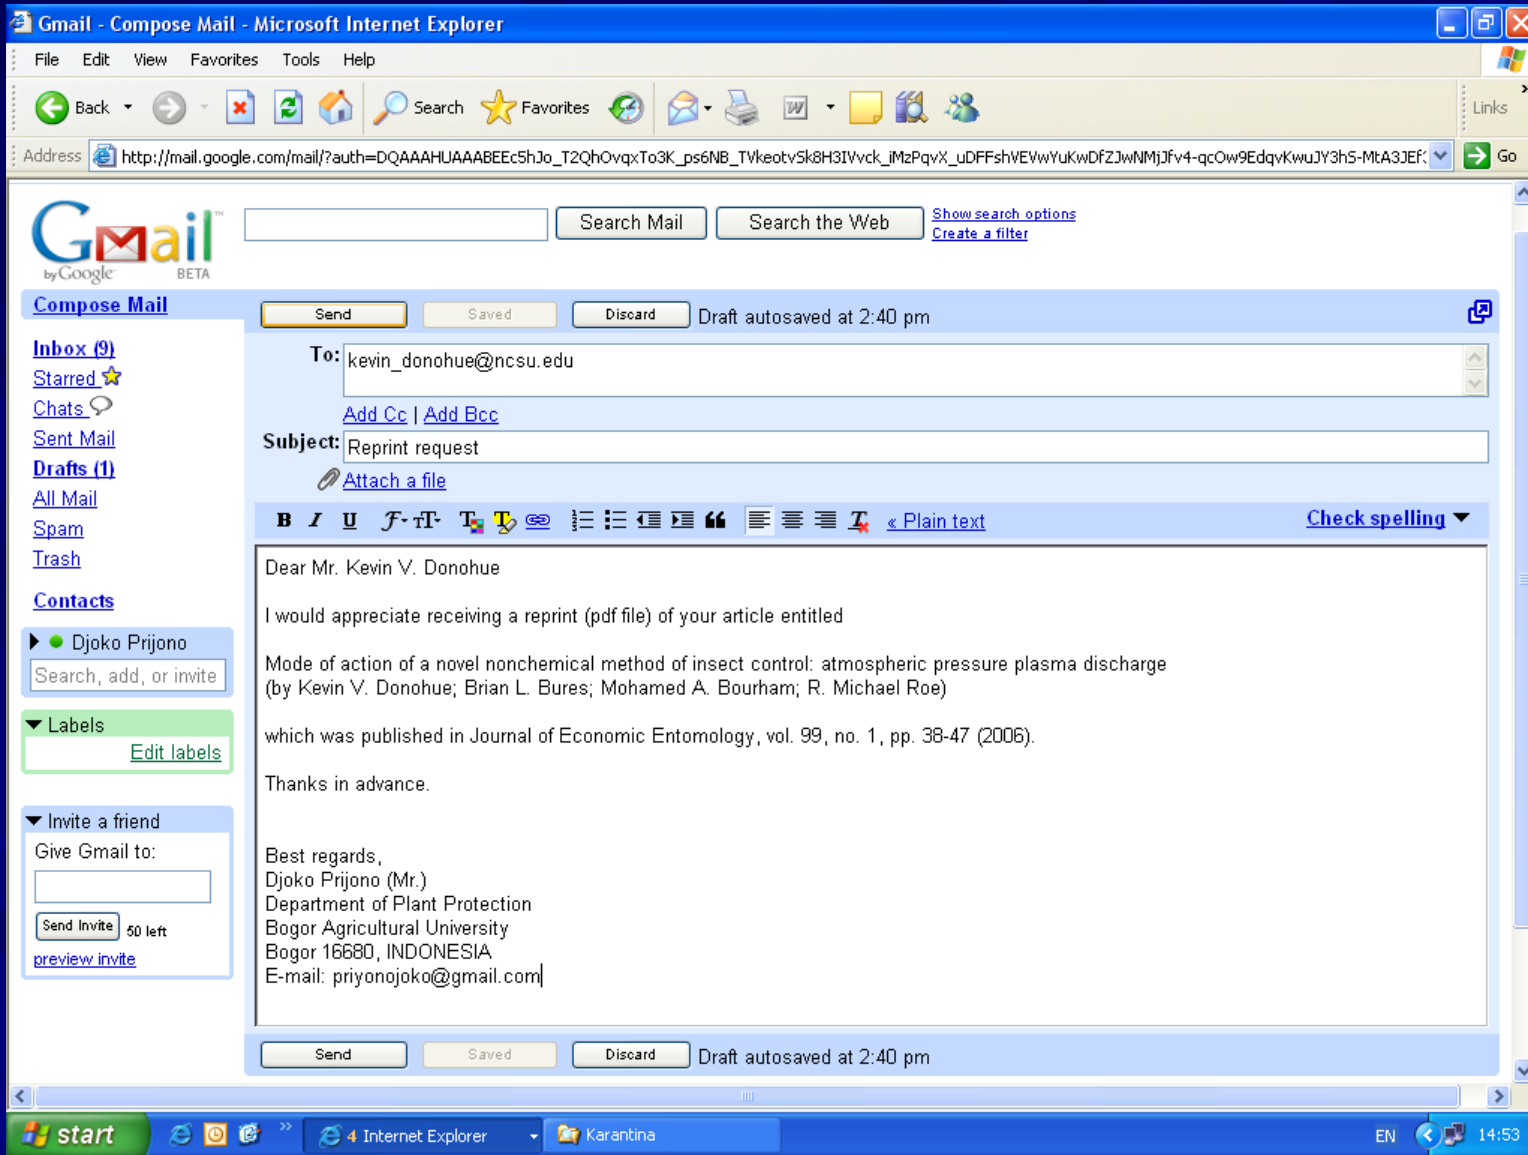 Gmail - Compose Mail - Microsoft Internet Explorer
File Edit View Favorites Tools Help
Back Search Favorites Links
Address http://mail.google.com/mail/?auth=
Go
Gmail™
by Google BETA
Search Mail Search the Web Show search options
Create a filter
Compose Mail
Inbox (9)
Starred
Chats
Sent Mail
Drafts (1)
All Mail
Spam
Trash
Contacts
Djoko Prijono
Search, add, or invite
Labels
Edit labels
Invite a friend
Give Gmail to:
Send Invite 50 left
preview invite
Send Saved Discard Draft autosaved at 2:40 pm
To: kevin_donohue@ncsu.edu
Add Cc | Add Bcc
Subject: Reprint request
Attach a file
B I U « Plain text Check spelling
Dear Mr. Kevin V. Donohue
I would appreciate receiving a reprint (pdf file) of your article entitled
Mode of action of a novel nonchemical method of insect control: atmospheric pressure plasma discharge
(by Kevin V. Donohue; Brian L. Bures; Mohamed A. Bourham; R. Michael Roe)
which was published in Journal of Economic Entomology, vol. 99, no. 1, pp. 38-47 (2006).
Thanks in advance.
Best regards,
Djoko Prijono (Mr.)
Department of Plant Protection
Bogor Agricultural University
Bogor 16680, INDONESIA
E-mail: priyonojoko@gmail.com
Send Saved Discard Draft autosaved at 2:40 pm
start 4 Internet Explorer Karantina EN 14:53